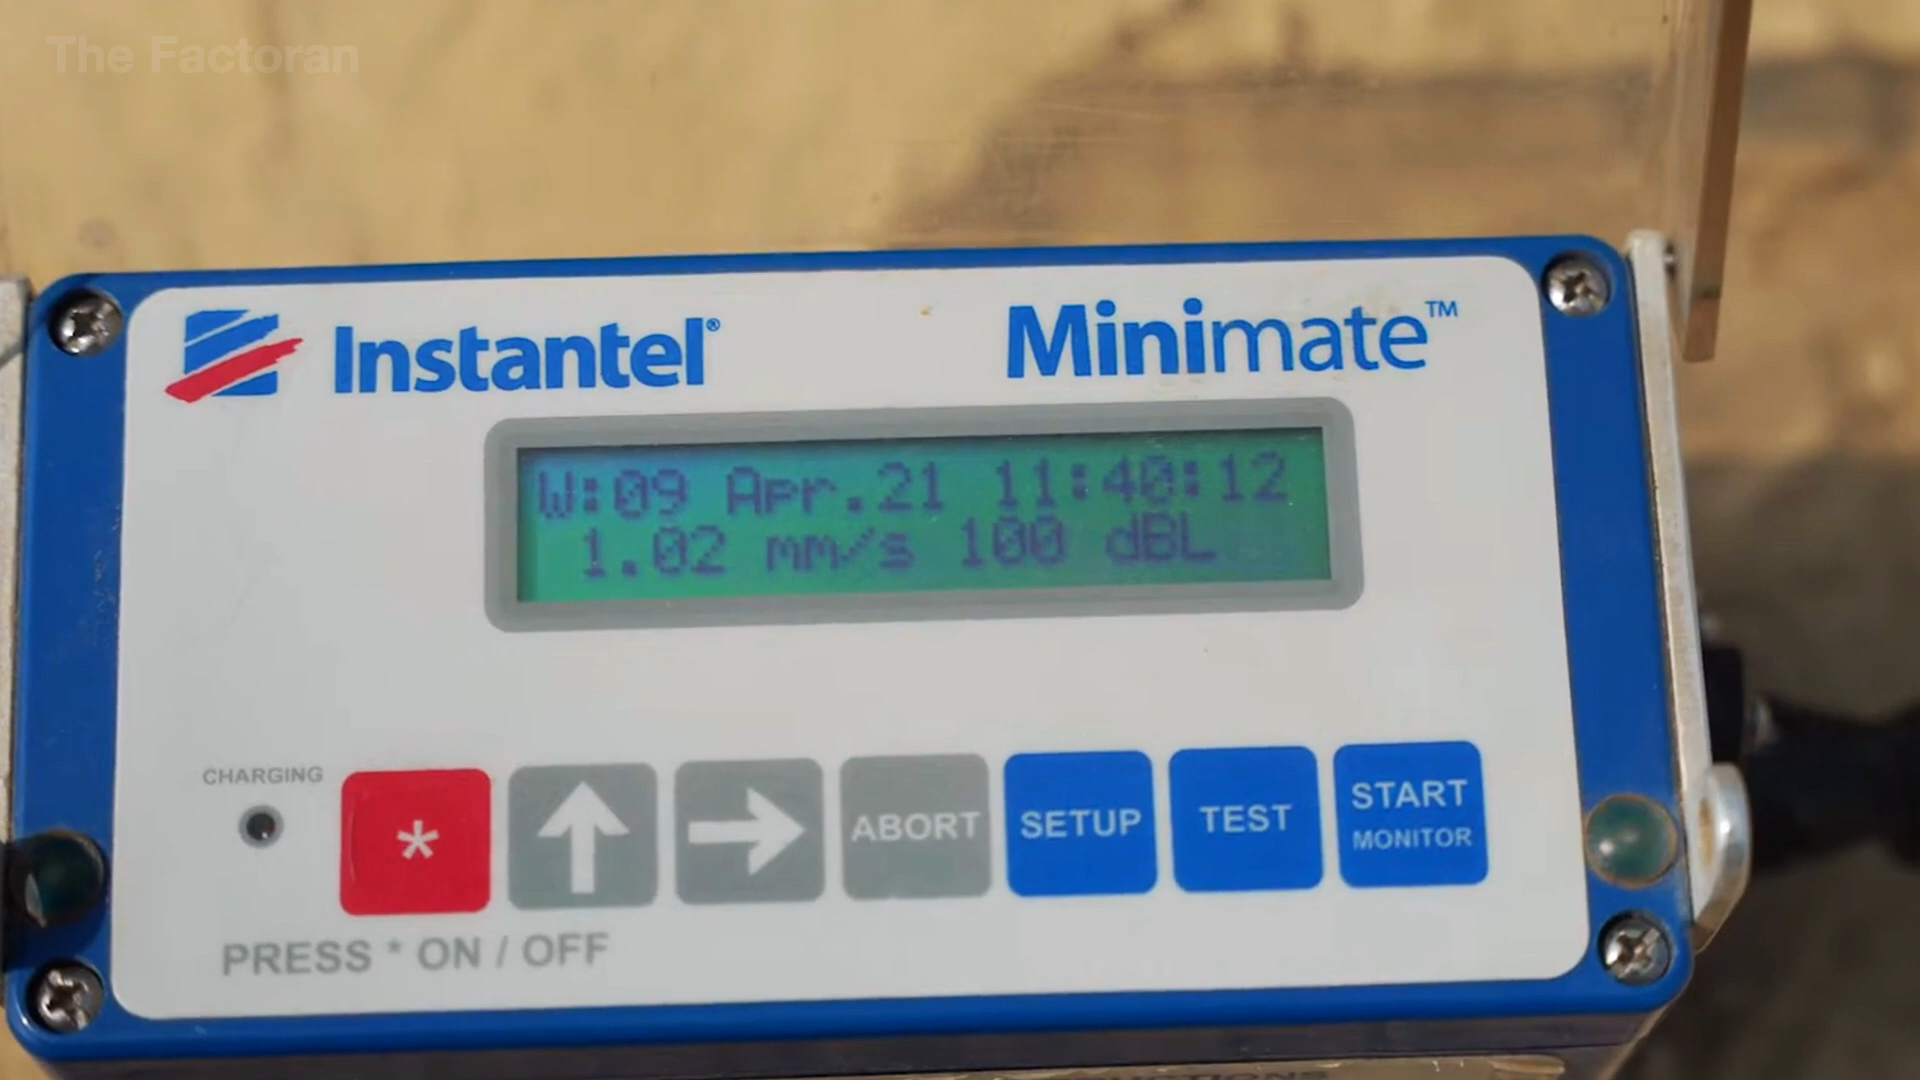 The Factoran
Instantel®
Minimate™
W:09 Apr.21 11:40:12
1.02 mm/s 100 dBL
CHARGING
*
ABORT
SETUP
TEST
START
MONITOR
PRESS * ON / OFF